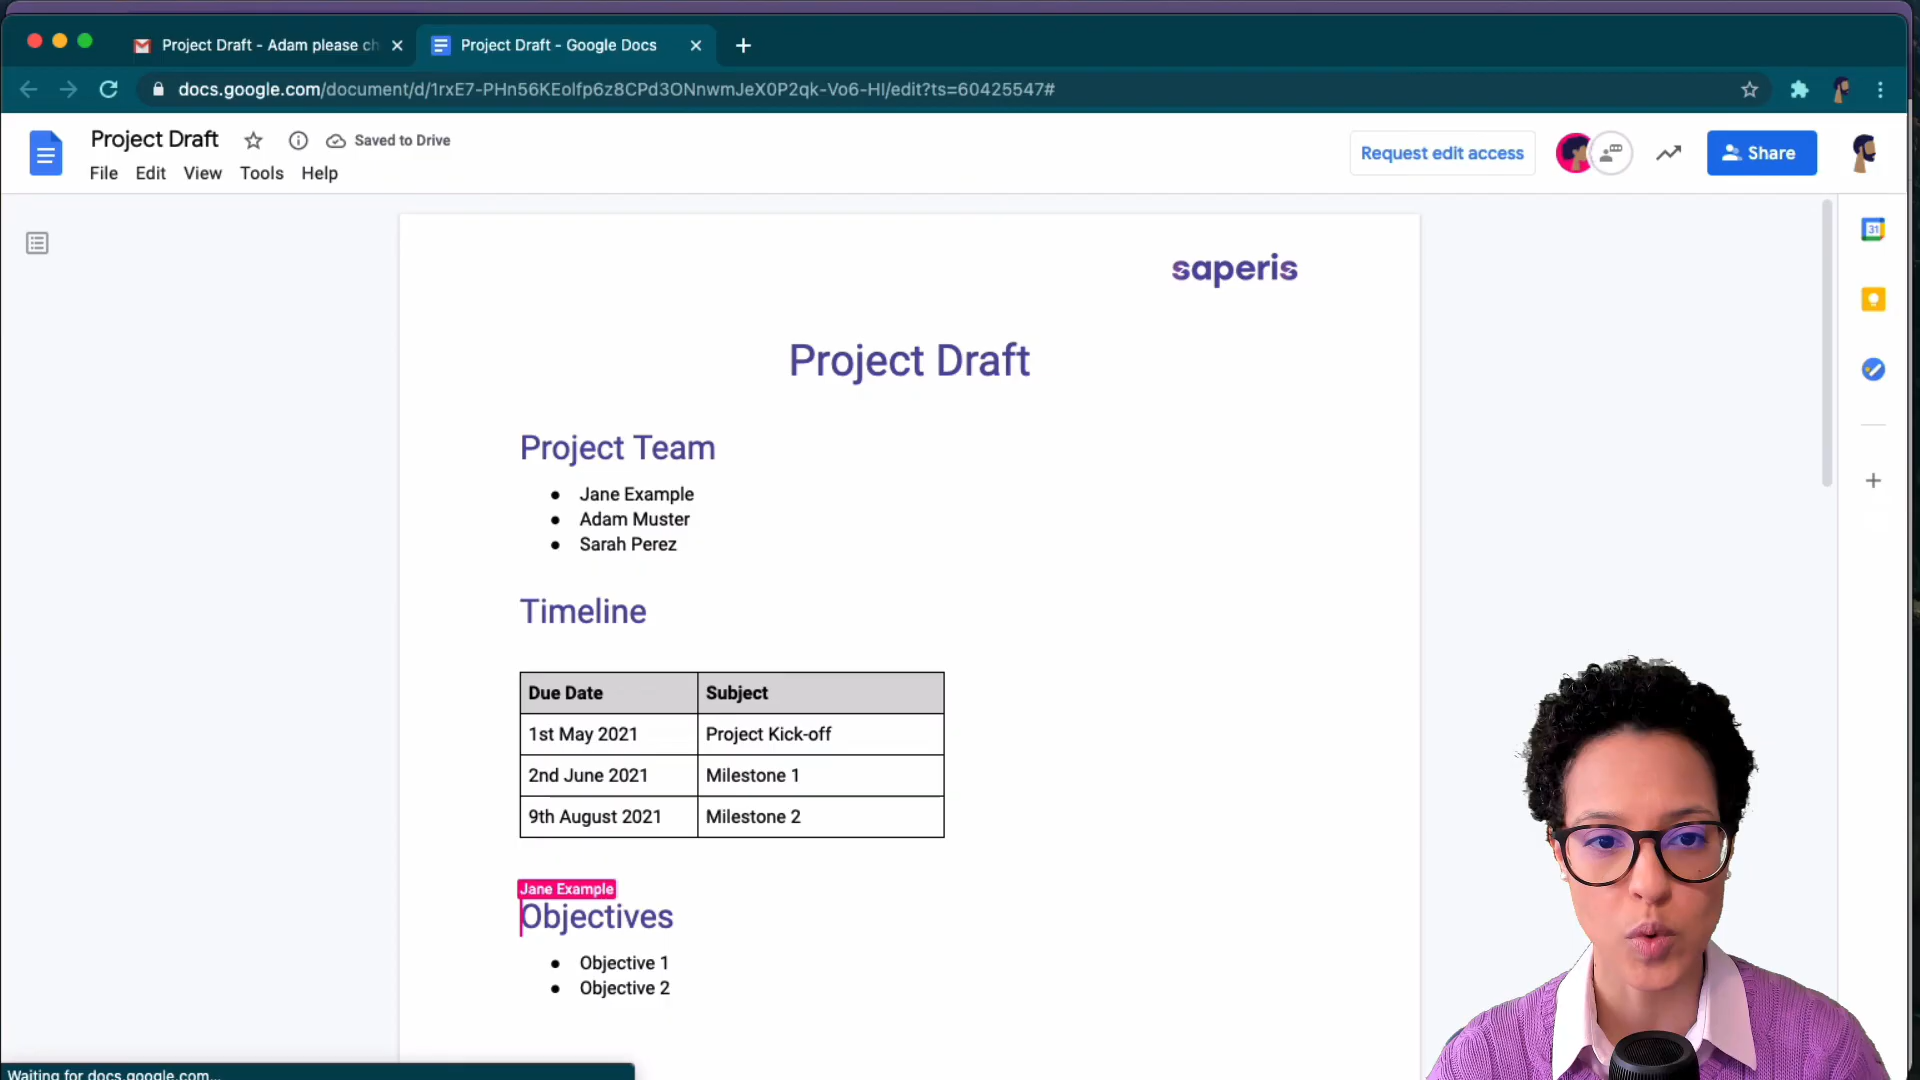 Project Draft - Adam please ch
Project Draft - Google Docs
docs.google.com/document/d/1rxE7-PHn56KEolfp6z8CPd3ONnwmJeX0P2qk-Vo6-HI/edit?ts=60425547#
Project Draft
Saved to Drive
File Edit View Tools Help
Request edit access
Share
31
saperis
Project Draft
Project Team
● Jane Example
● Adam Muster
● Sarah Perez
Timeline
Due Date Subject
1st May 2021 Project Kick-off
2nd June 2021 Milestone 1
9th August 2021 Milestone 2
Jane Example
Objectives
● Objective 1
● Objective 2
Waiting for docs.google.com...